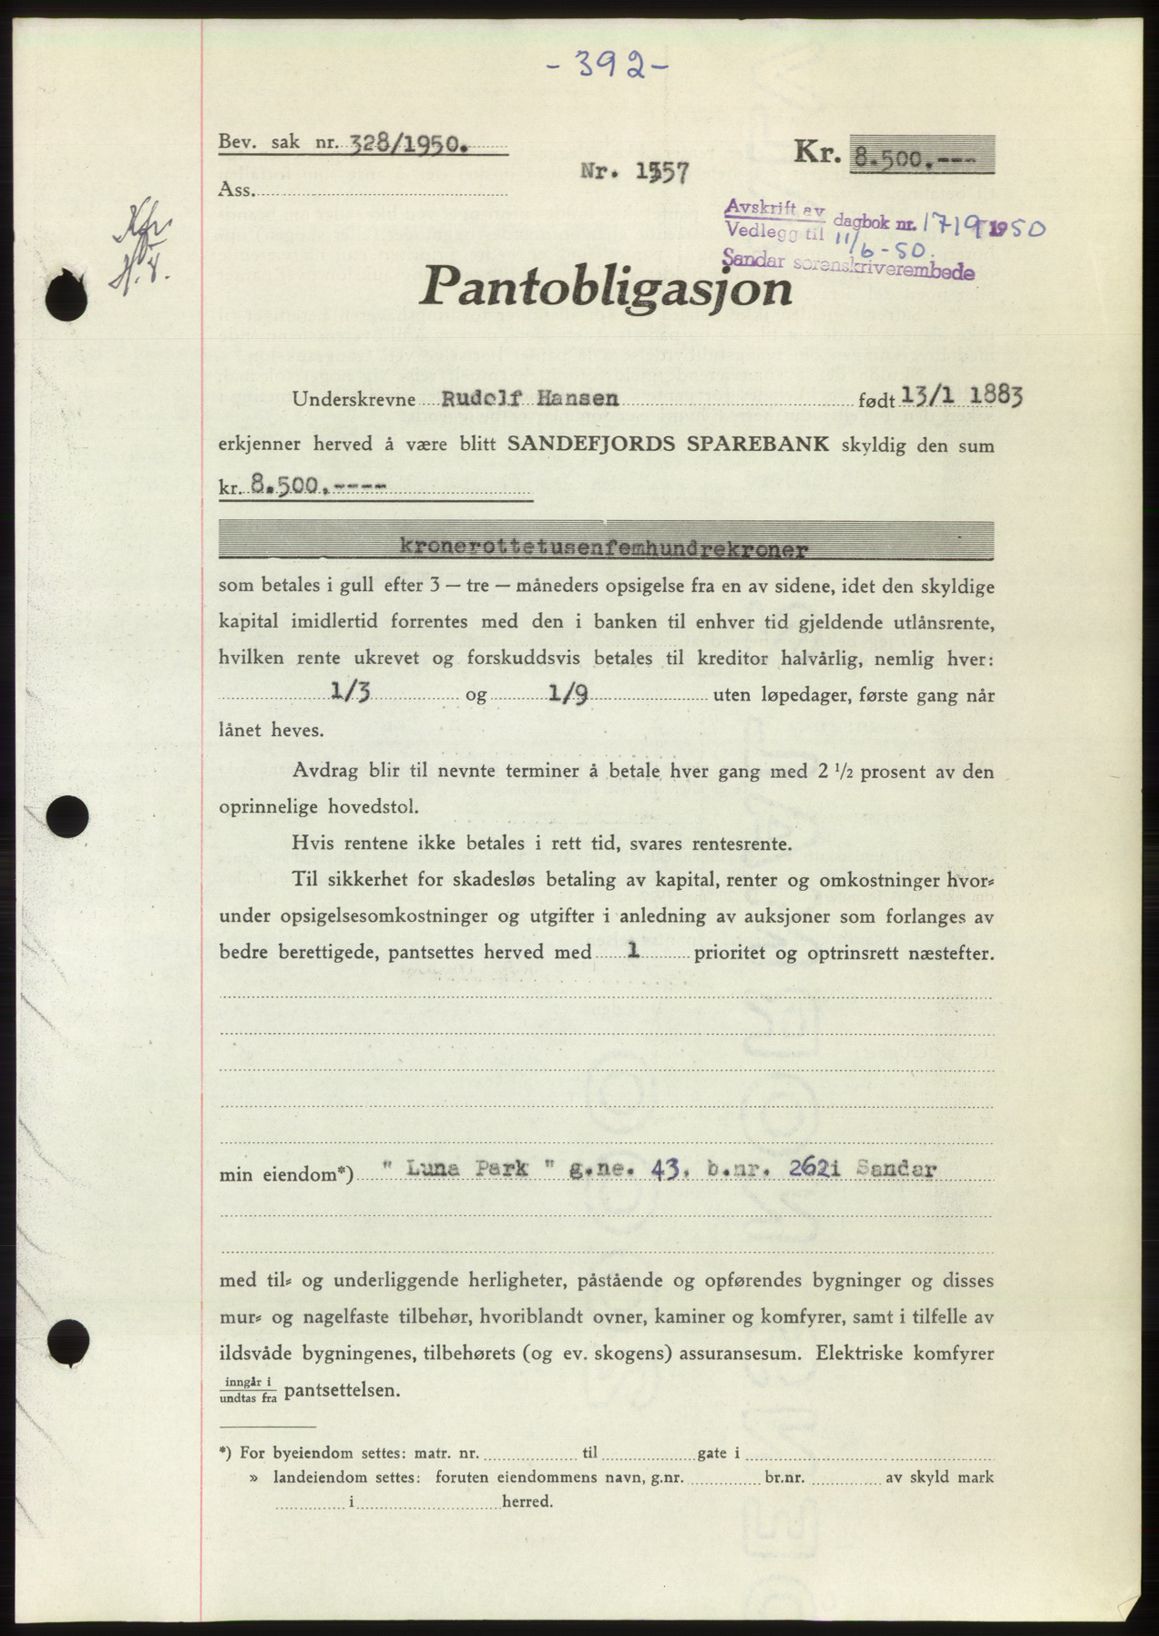 - 392 -
Bev. sak nr. 328/1950.
Kr. 8.500.---
Nr. 1557
Ass.
Avskrift av
Vedlegg til dagbok nr. 1719 1950
11/6 - 50.
Sandar sorenskriverembede
Pantobligasjon
Underskrevne Rudolf Hansen født 13/1 1883
erkjenner herved å være blitt SANDEFJORDS SPAREBANK skyldig den sum
kr. 8.500.----
kronerottetusenfemhundrekroner
som betales i gull efter 3 — tre — måneders opsigelse fra en av sidene, idet den skyldige
kapital imidlertid forrentes med den i banken til enhver tid gjeldende utlånsrente,
hvilken rente ukrevet og forskuddsvis betales til kreditor halvårlig, nemlig hver:
1/3 og 1/9 uten løpedager, første gang når
lånet heves.
Avdrag blir til nevnte terminer å betale hver gang med 2 1/2 prosent av den
oprinnelige hovedstol.
Hvis rentene ikke betales i rett tid, svares rentesrente.
Til sikkerhet for skadesløs betaling av kapital, renter og omkostninger hvor-
under opsigelsesomkostninger og utgifter i anledning av auksjoner som forlanges av
bedre berettigede, pantsettes herved med 1 prioritet og optrinsrett næstefter.
min eiendom*) " Luna Park " g.ne. 43. b.nr. 262i Sandar
med til- og underliggende herligheter, påstående og opførendes bygninger og disses
mur- og nagelfaste tilbehør, hvoriblandt ovner, kaminer og komfyrer, samt i tilfelle av
ildsvåde bygningenes, tilbehørets (og ev. skogens) assuransesum. Elektriske komfyrer
inngår i
undtas fra pantsettelsen.
*) For byeiendom settes: matr. nr. til gate i
» landeiendom settes: foruten eiendommens navn, g.nr. br.nr. av skyld mark
i herred.